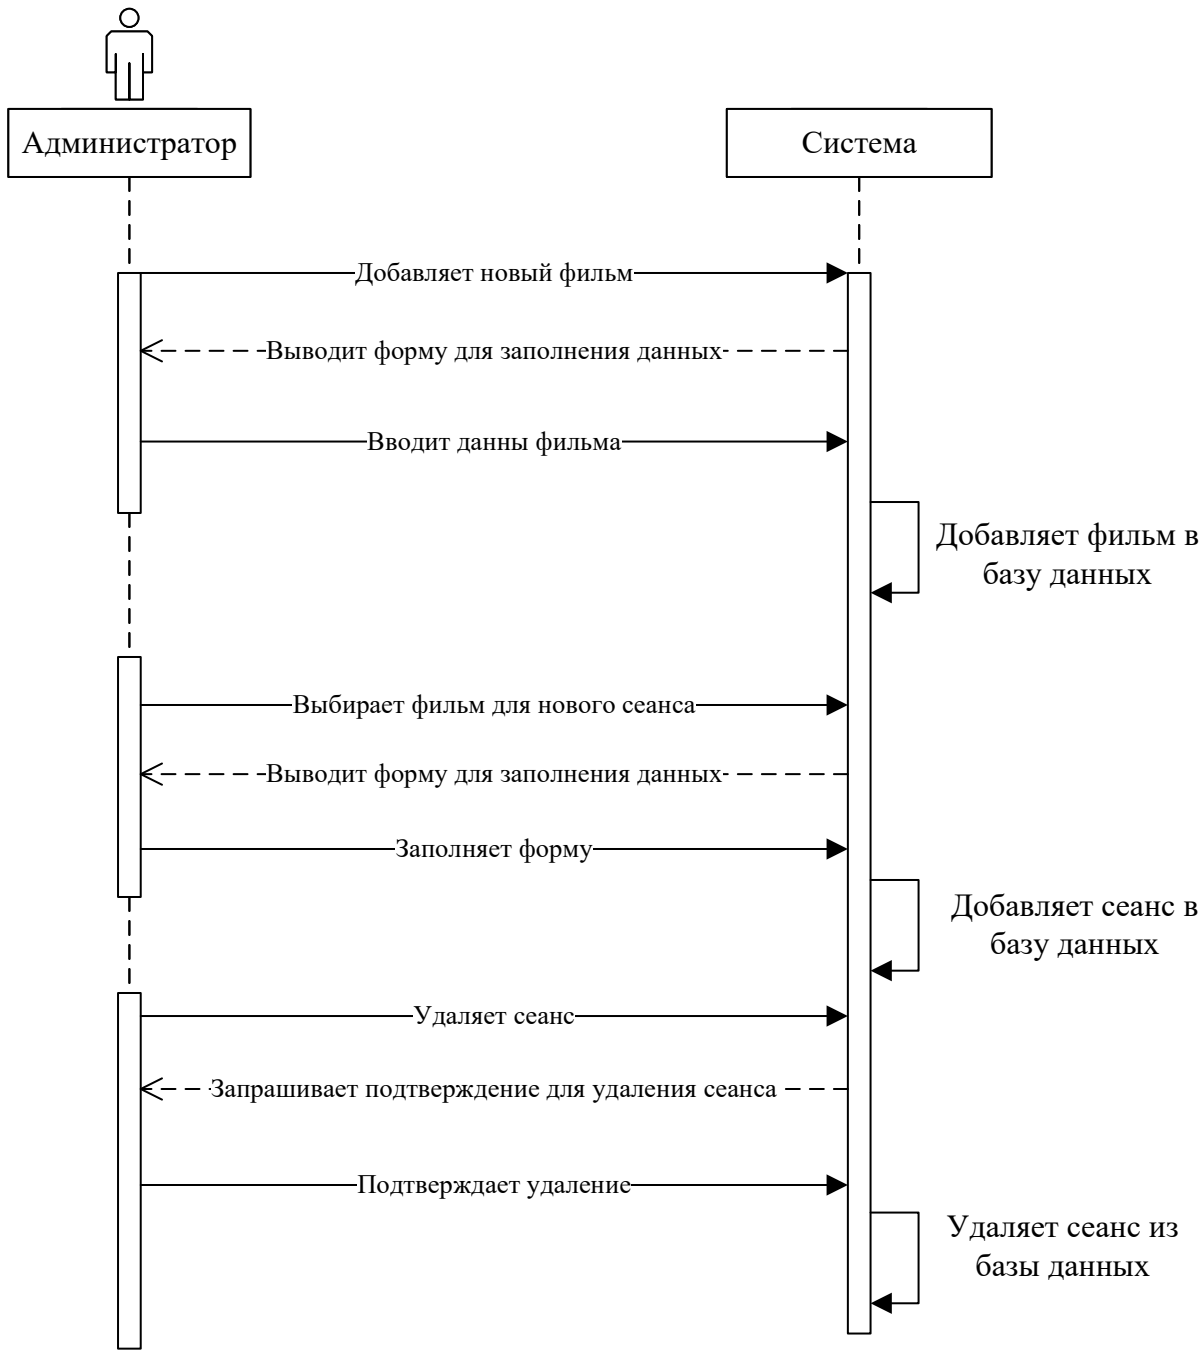 Администратор
Система
Добавляет новый фильм
Выводит форму для заполнения данных
Вводит данны фильма
Добавляет фильм в
базу данных
Выбирает фильм для нового сеанса
Выводит форму для заполнения данных
Заполняет форму
Добавляет сеанс в
базу данных
Удаляет сеанс
Запрашивает подтверждение для удаления сеанса
Подтверждает удаление
Удаляет сеанс из
базы данных